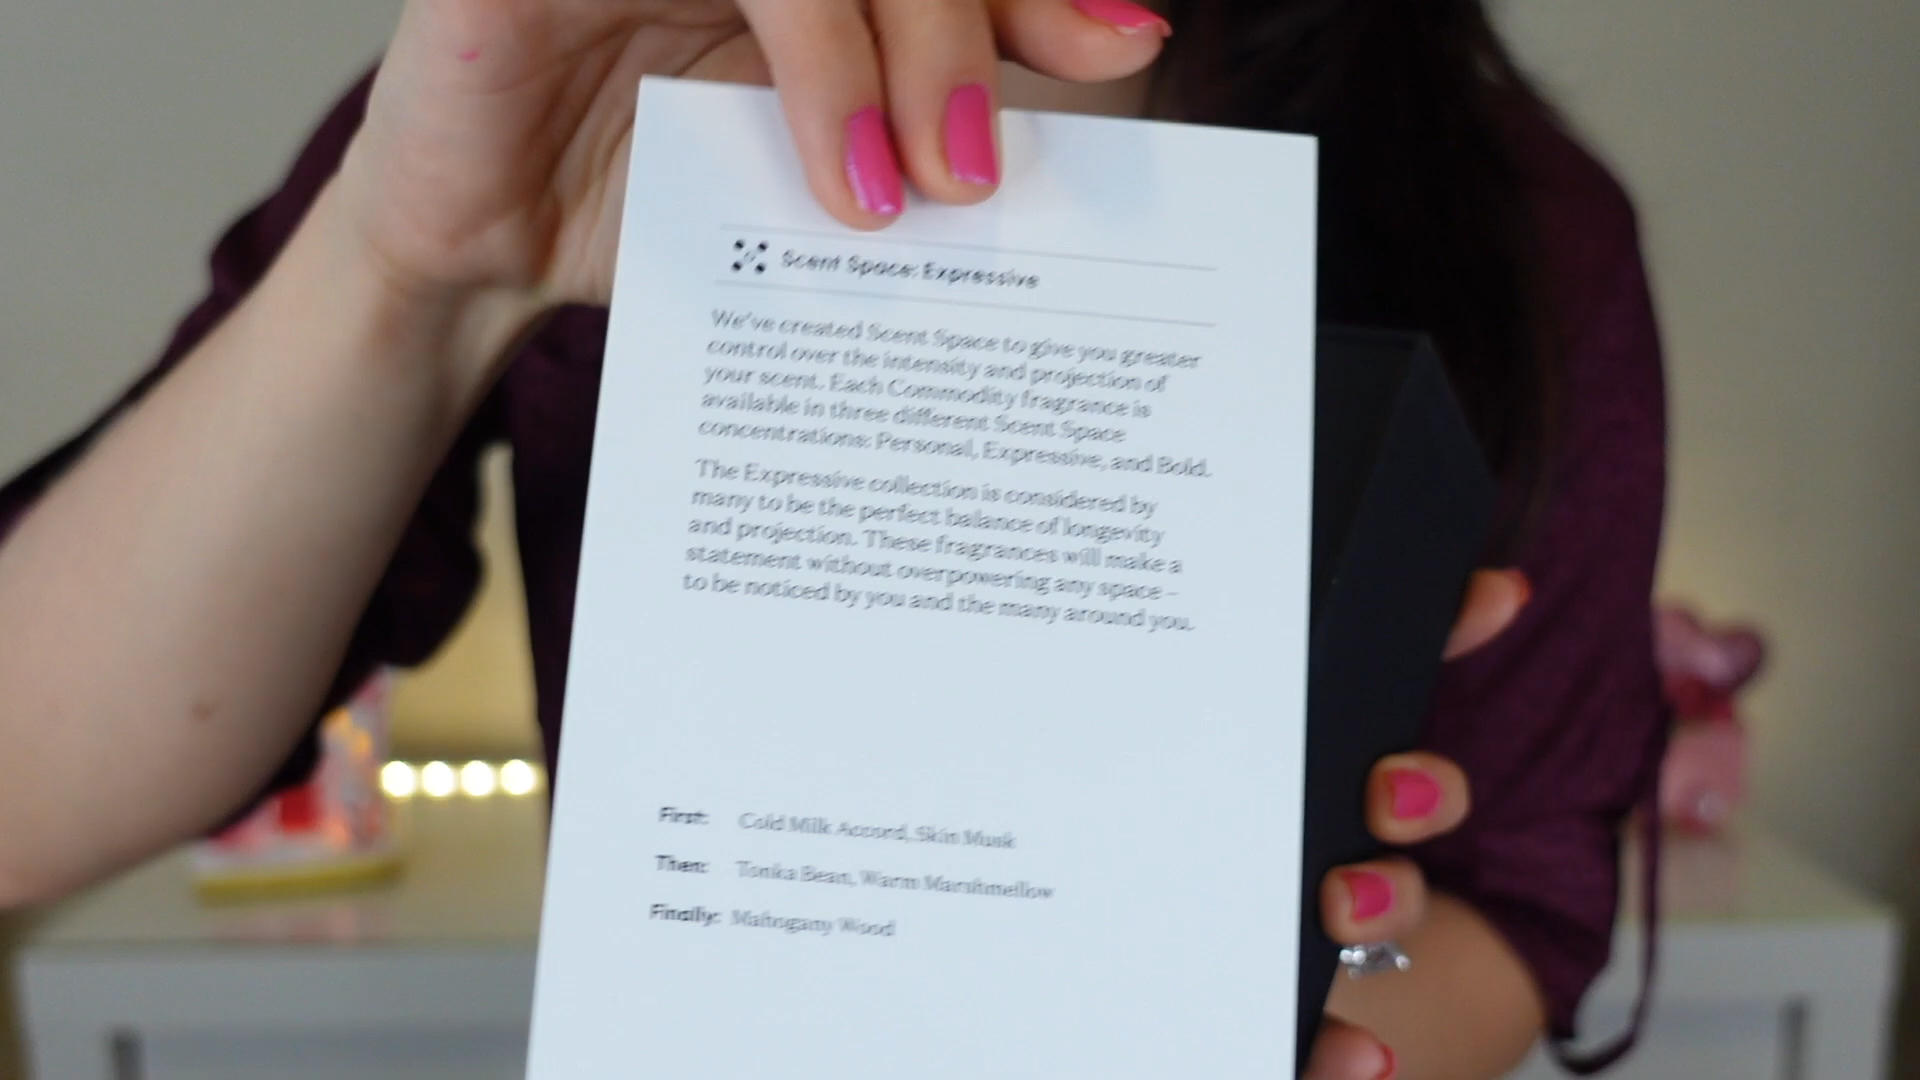 Scent Space: Expressive
We've created Scent Space to give you greater
control over the intensity and projection of
your scent. Each Commodity fragrance is
available in three different Scent Space
concentrations: Personal, Expressive, and Bold.
The Expressive collection is considered by
many to be the perfect balance of longevity
and projection. These fragrances will make a
statement without overpowering any space –
to be noticed by you and the many around you.
First: Cold Milk Accord, Skin Musk
Then: Tonka Bean, Warm Marshmellow
Finally: Mahogany Wood